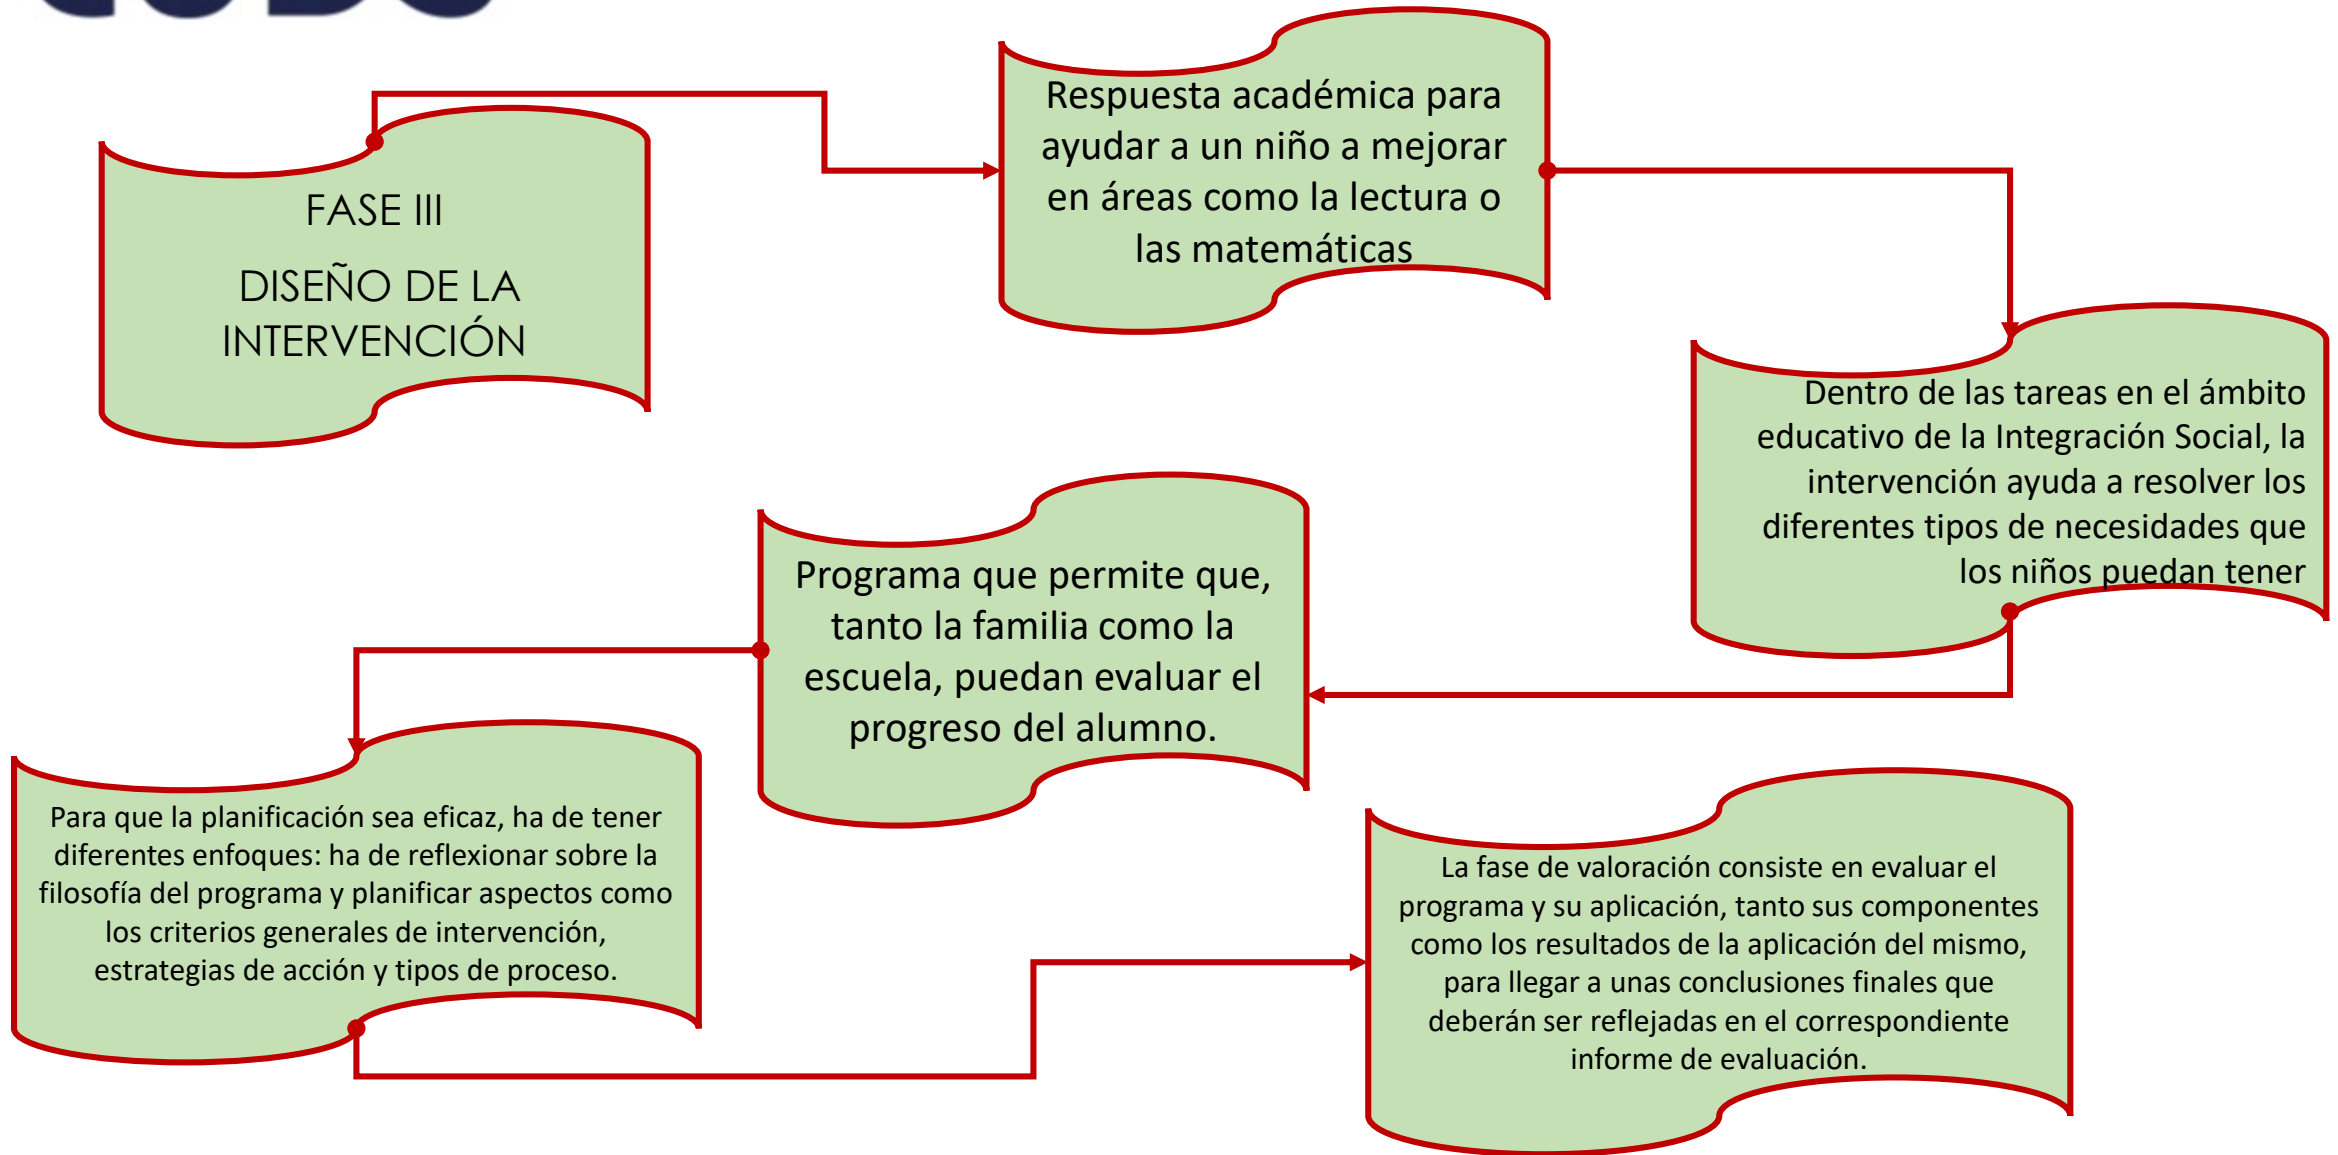 FASE III
DISEÑO DE LA
INTERVENCIÓN
Respuesta académica para
ayudar a un niño a mejorar
en áreas como la lectura o
las matemáticas
Dentro de las tareas en el ámbito
educativo de la Integración Social, la
intervención ayuda a resolver los
diferentes tipos de necesidades que
los niños puedan tener
Programa que permite que,
tanto la familia como la
escuela, puedan evaluar el
progreso del alumno.
Para que la planificación sea eficaz, ha de tener
diferentes enfoques: ha de reflexionar sobre la
filosofía del programa y planificar aspectos como
los criterios generales de intervención,
estrategias de acción y tipos de proceso.
La fase de valoración consiste en evaluar el
programa y su aplicación, tanto sus componentes
como los resultados de la aplicación del mismo,
para llegar a unas conclusiones finales que
deberán ser reflejadas en el correspondiente
informe de evaluación.